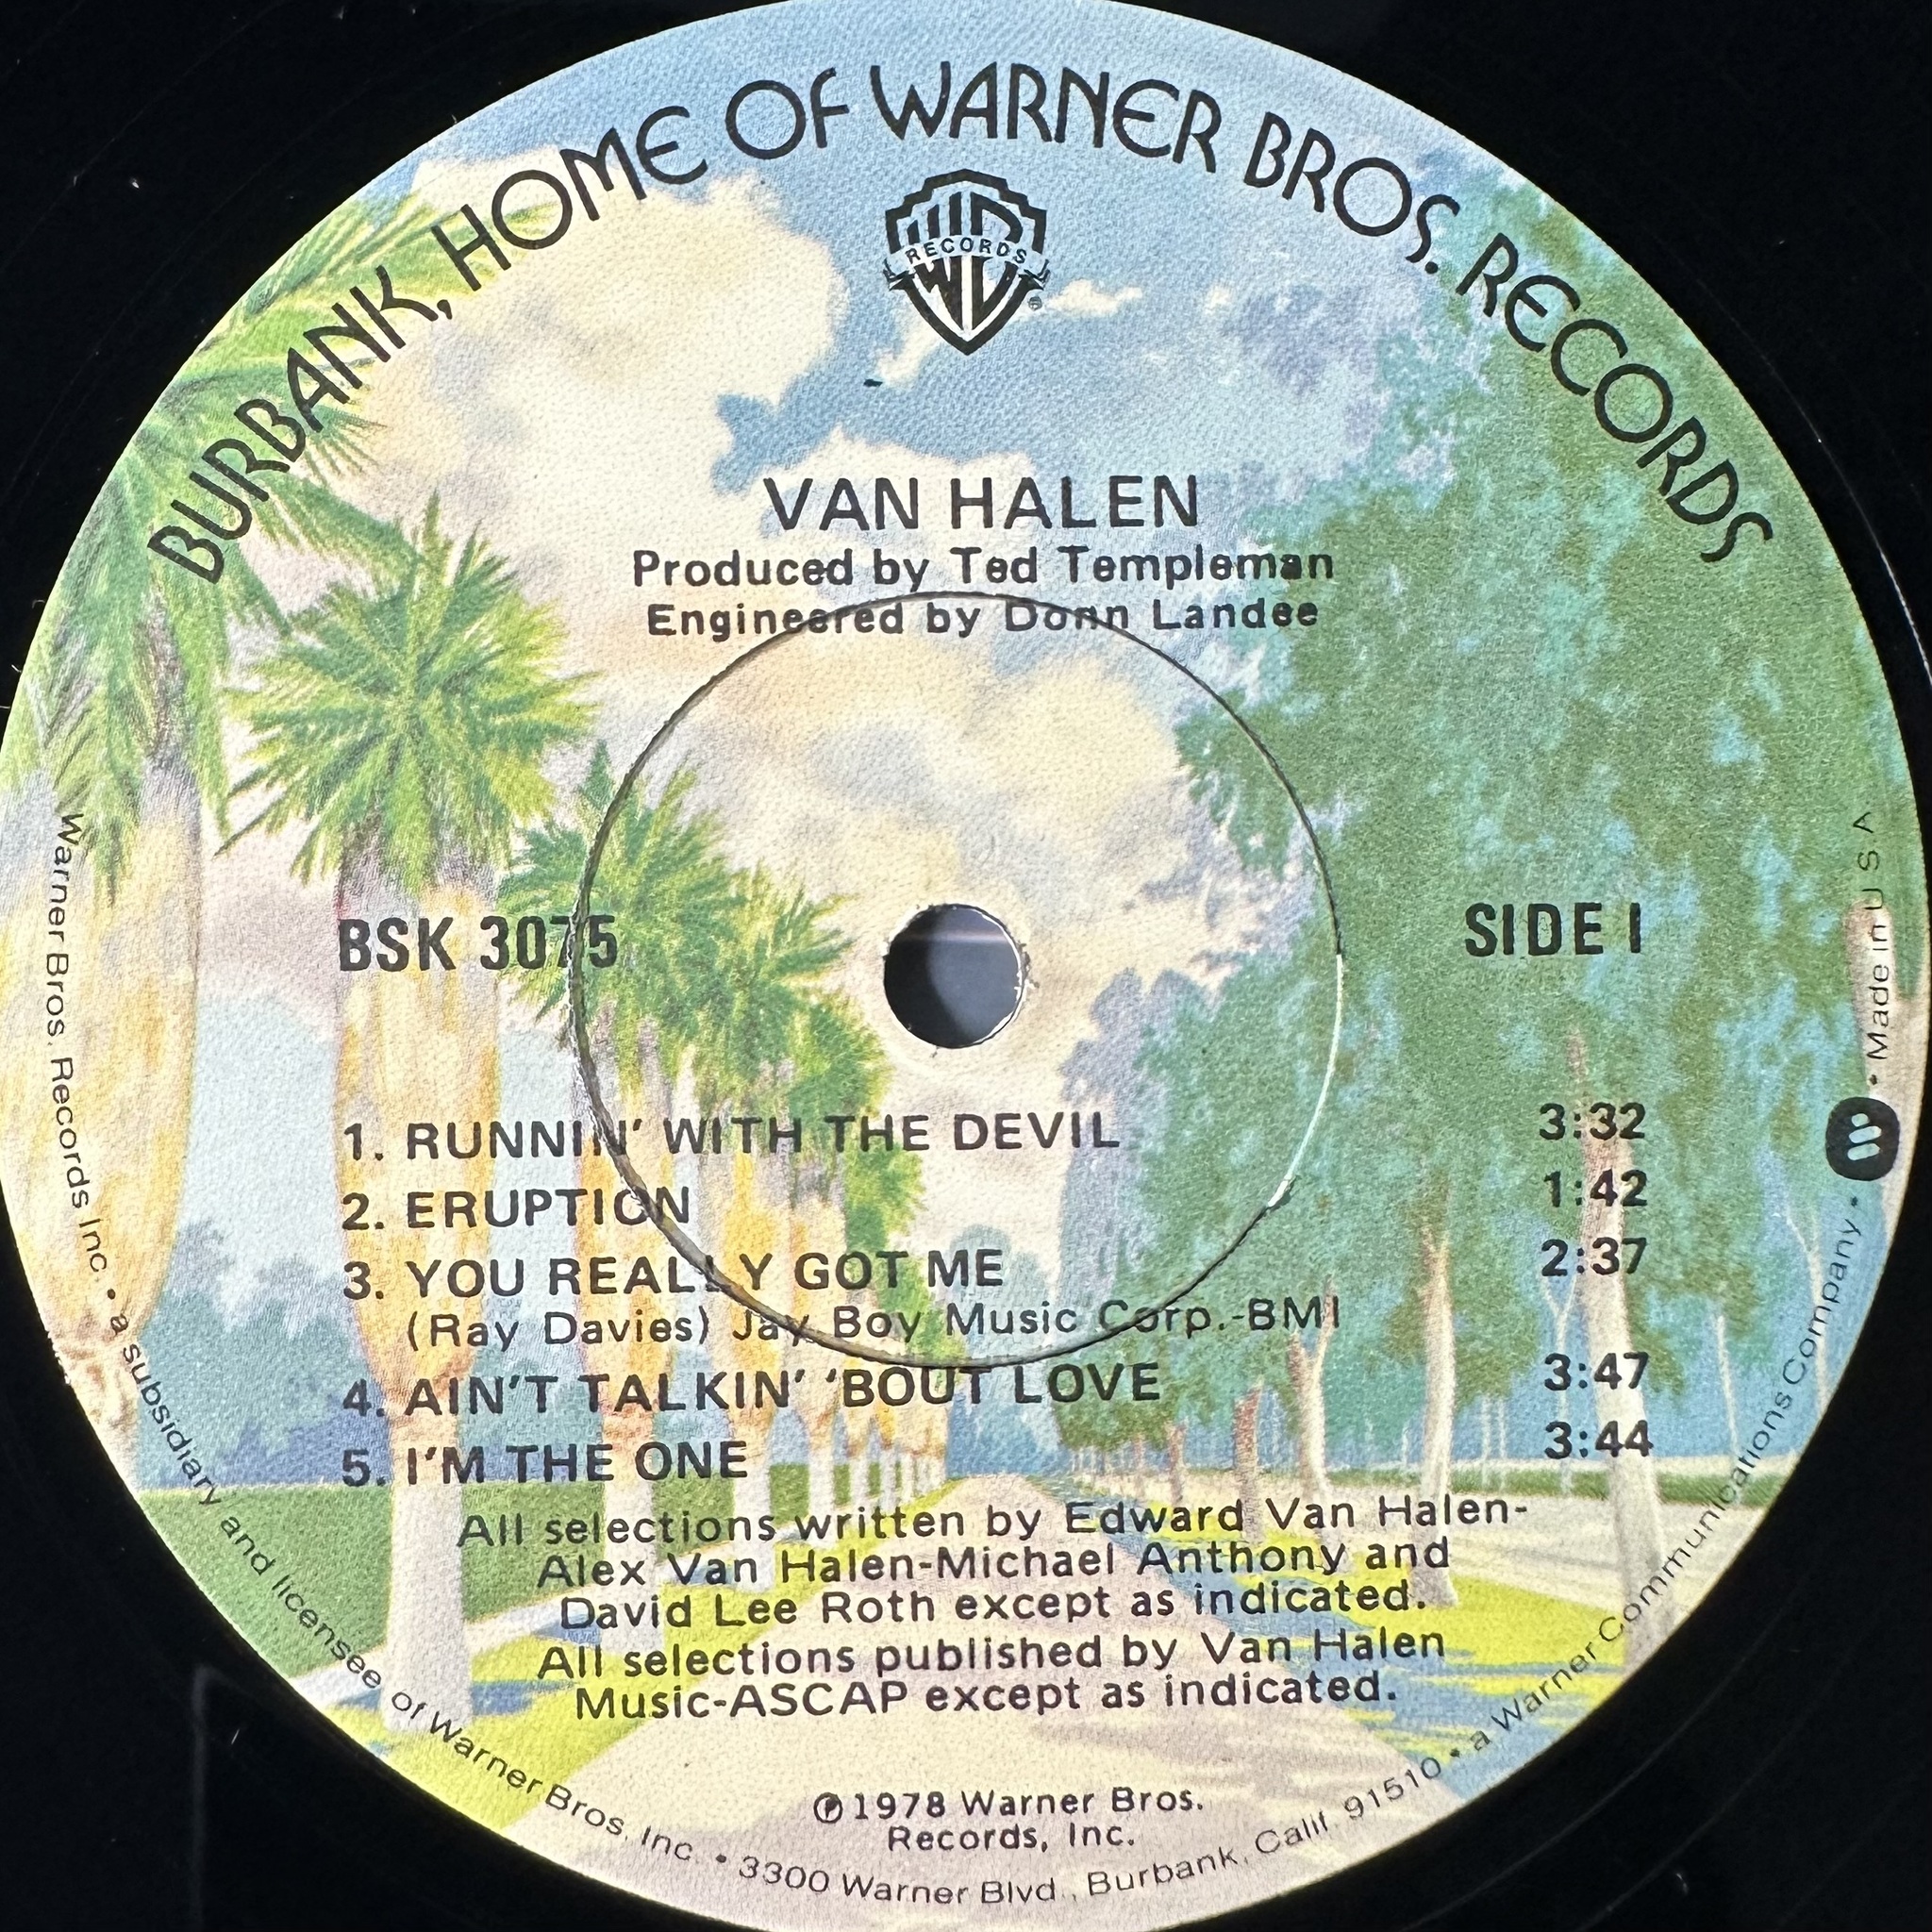 BURBANK, HOME OF WARNER BROS. RECORDS
WB
RECORDS
®
VAN HALEN
Produced by Ted Templeman
Engineered by Donn Landee
BSK 3075
SIDE 1
1. RUNNIN' WITH THE DEVIL 3:32
2. ERUPTION 1:42
3. YOU REALLY GOT ME 2:37
(Ray Davies) Jay Boy Music Corp.-BMI
4. AIN'T TALKIN' 'BOUT LOVE 3:47
5. I'M THE ONE 3:44
All selections written by Edward Van Halen-
Alex Van Halen-Michael Anthony and
David Lee Roth except as indicated.
All selections published by Van Halen
Music-ASCAP except as indicated.
℗1978 Warner Bros.
Records, Inc.
Warner Bros. Records Inc. • a subsidiary and licensee of Warner Bros. Inc. • 3300 Warner Blvd., Burbank, Calif. 91510 • a Warner Communications Company • • Made in U S A